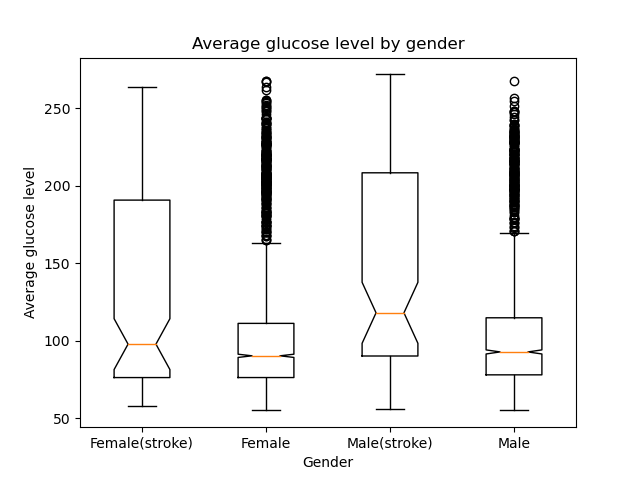 Average glucose level by gender
Average glucose level
250
200
150
100
50
Female(stroke) Female Male(stroke) Male
Gender